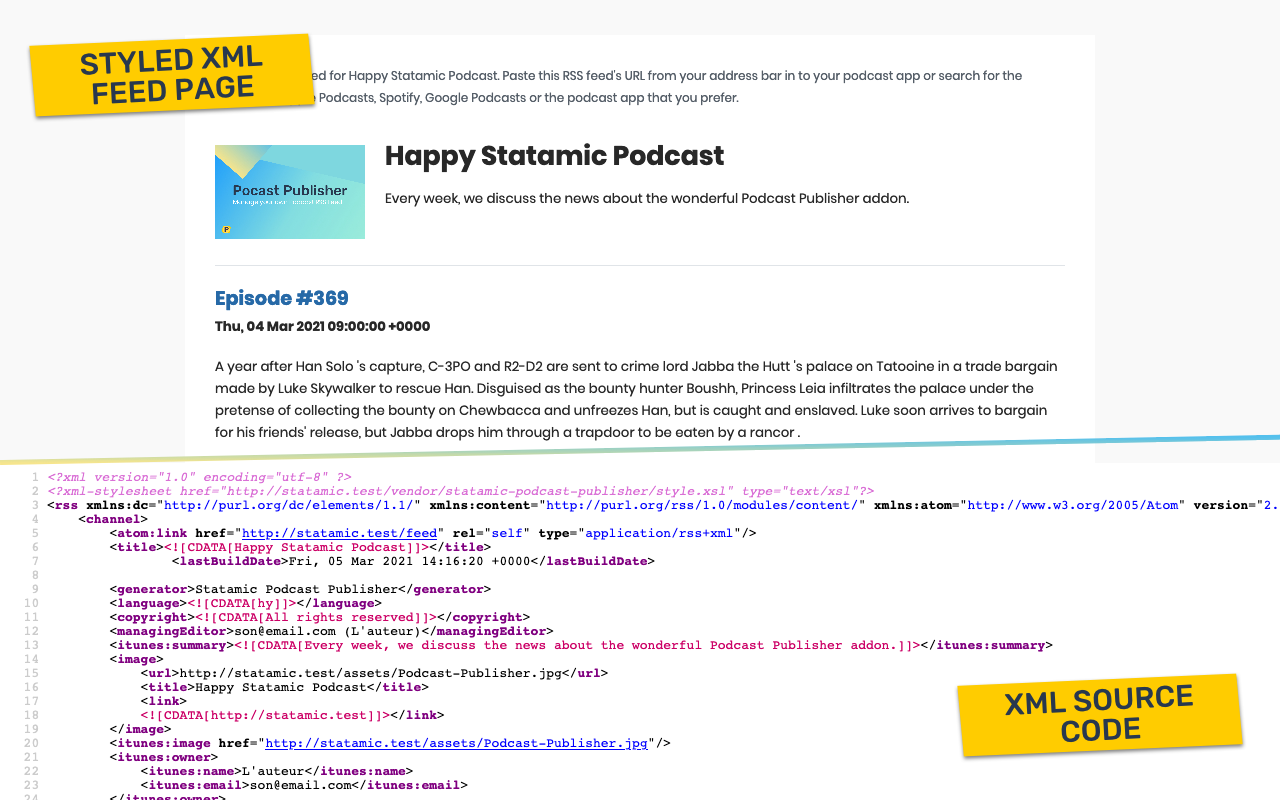 STYLED XML
FEED PAGE
ed for Happy Statamic Podcast. Paste this RSS feed's URL from your address bar in to your podcast app or search for the
Podcasts, Spotify, Google Podcasts or the podcast app that you prefer.
Pocast Publisher
P
Happy Statamic Podcast
Every week, we discuss the news about the wonderful Podcast Publisher addon.
Episode #369
Thu, 04 Mar 2021 09:00:00 +0000
A year after Han Solo 's capture, C-3PO and R2-D2 are sent to crime lord Jabba the Hutt 's palace on Tatooine in a trade bargain
made by Luke Skywalker to rescue Han. Disguised as the bounty hunter Boushh, Princess Leia infiltrates the palace under the
pretense of collecting the bounty on Chewbacca and unfreezes Han, but is caught and enslaved. Luke soon arrives to bargain
for his friends' release, but Jabba drops him through a trapdoor to be eaten by a rancor .
1 <?xml version="1.0" encoding="utf-8" ?>
2 <?xml-stylesheet href="http://statamic.test/vendor/statamic-podcast-publisher/style.xsl" type="text/xsl"?>
3 <rss xmlns:dc="http://purl.org/dc/elements/1.1/" xmlns:content="http://purl.org/rss/1.0/modules/content/" xmlns:atom="http://www.w3.org/2005/Atom" version="2.
4 <channel>
5 <atom:link href="http://statamic.test/feed" rel="self" type="application/rss+xml"/>
6 <title><![CDATA[Happy Statamic Podcast]]></title>
7 <lastBuildDate>Fri, 05 Mar 2021 14:16:20 +0000</lastBuildDate>
8
9 <generator>Statamic Podcast Publisher</generator>
10 <language><![CDATA[hy]]></language>
11 <copyright><![CDATA[All rights reserved]]></copyright>
12 <managingEditor>son@email.com (L'auteur)</managingEditor>
13 <itunes:summary><![CDATA[Every week, we discuss the news about the wonderful Podcast Publisher addon.]]></itunes:summary>
14 <image>
15 <url>http://statamic.test/assets/Podcast-Publisher.jpg</url>
16 <title>Happy Statamic Podcast</title>
17 <link>
18 <![CDATA[http://statamic.test]]></link>
19 </image>
20 <itunes:image href="http://statamic.test/assets/Podcast-Publisher.jpg"/>
21 <itunes:owner>
22 <itunes:name>L'auteur</itunes:name>
23 <itunes:email>son@email.com</itunes:email>
24 </itunes:owner>
XML SOURCE
CODE